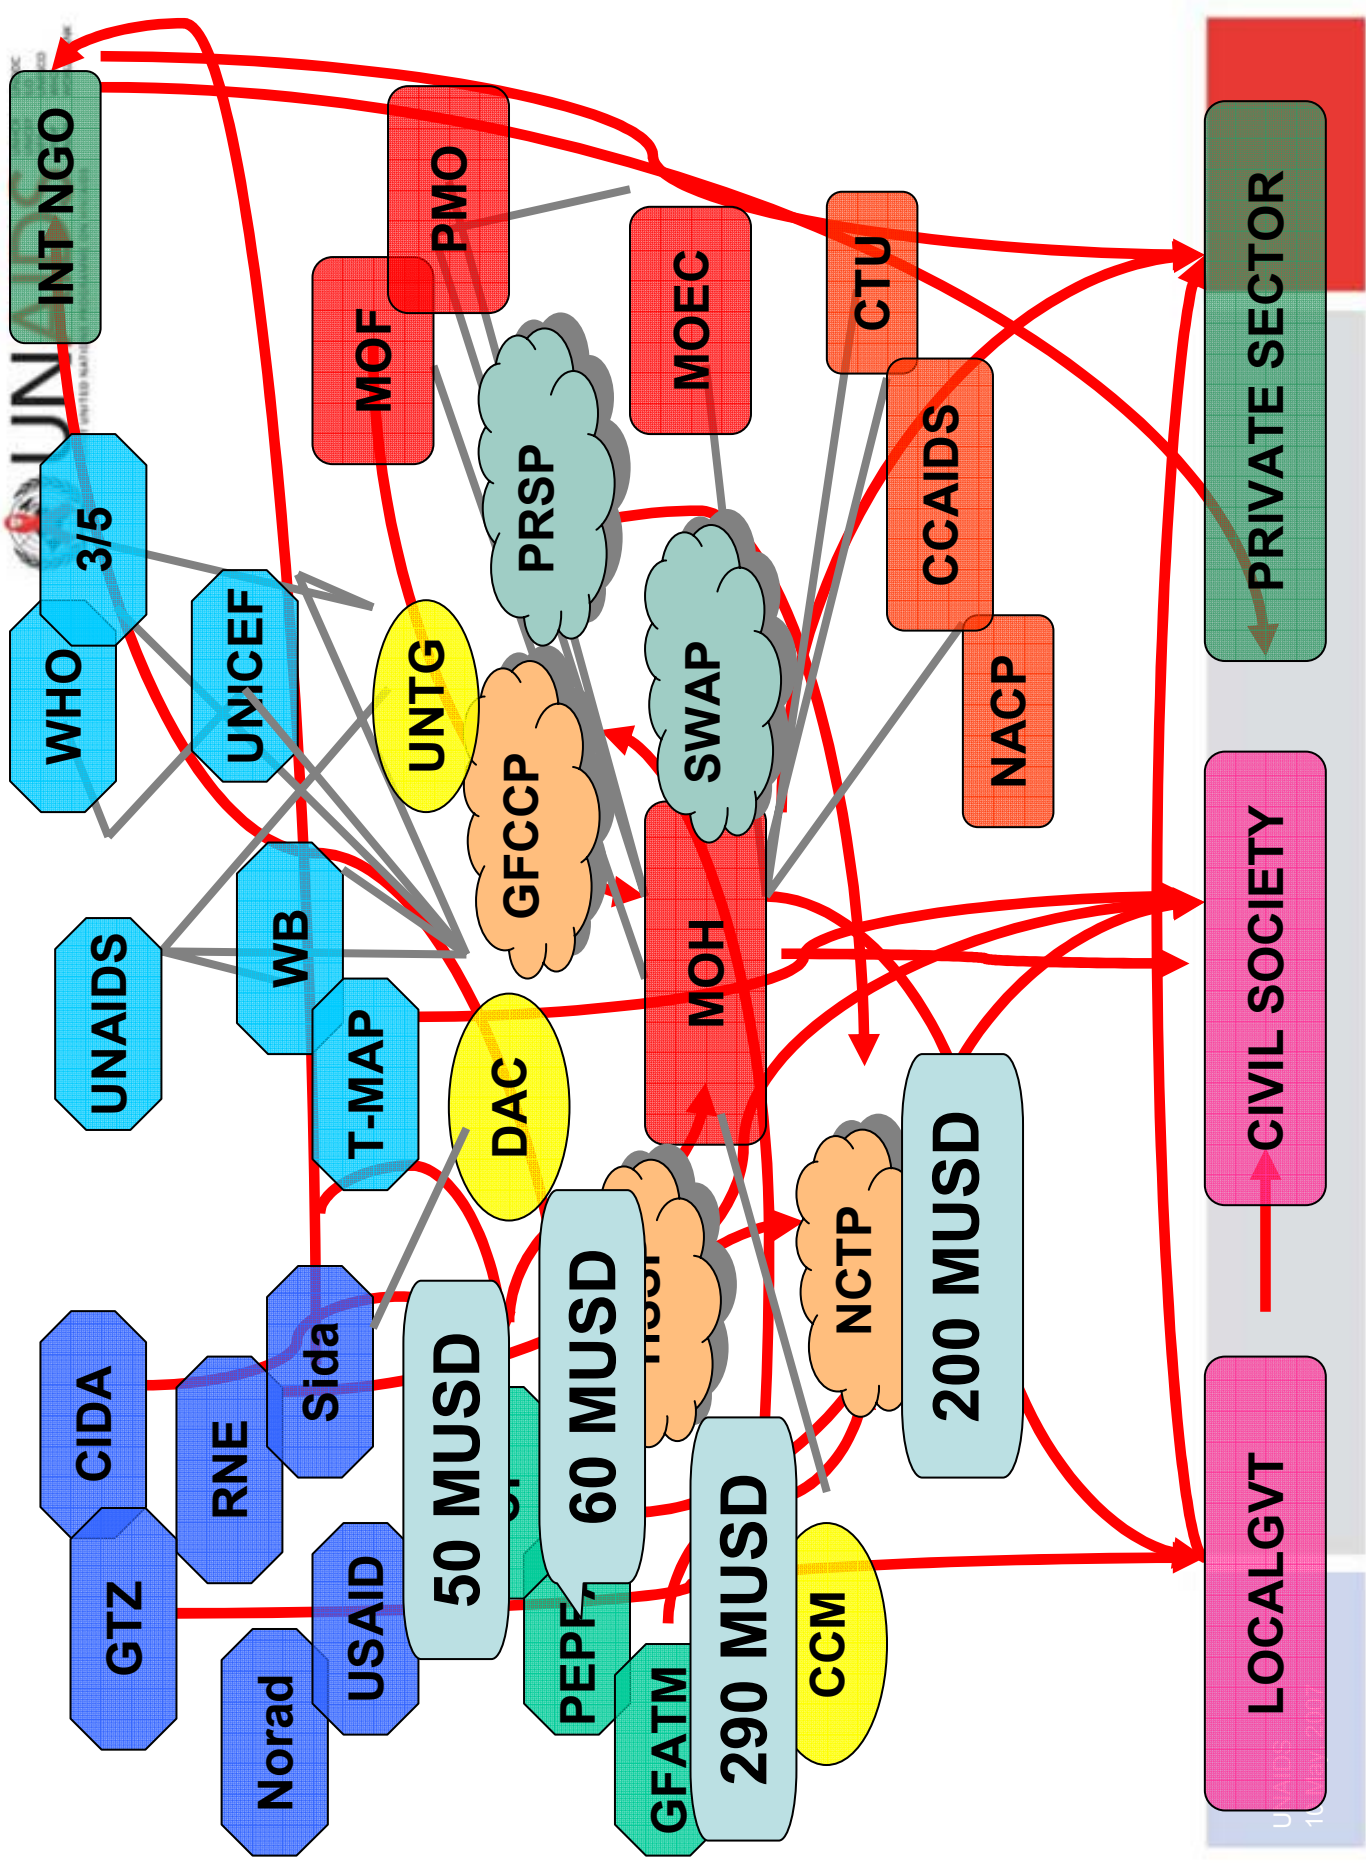 INT NGO
WHO
3/5
UNICEF
UNAIDS
WB
T-MAP
CIDA
GTZ
RNE
Norad
Sida
USAID
MOF
PMO
PRSP
UNTG
GFCCP
DAC
50 MUSD
60 MUSD
GFATM
290 MUSD
CCM
MOEC
CTU
CCAIDS
NACP
SWAP
MOH
NCTP
200 MUSD
LOCALGVT
CIVIL SOCIETY
PRIVATE SECTOR
UNAIDS